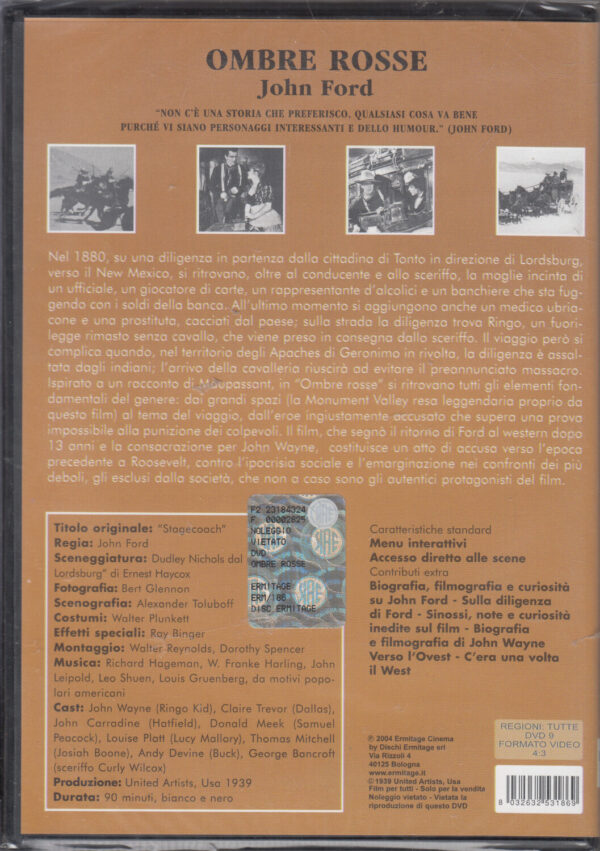 OMBRE ROSSE
John Ford
“NON C'È UNA STORIA CHE PREFERISCO, QUALSIASI COSA VA BENE
PURCHÉ VI SIANO PERSONAGGI INTERESSANTI E DELLO HUMOUR.” (JOHN FORD)
Nel 1880, su una diligenza in partenza dalla cittadina di Tonto in direzione di Lordsburg,
verso il New Mexico, si ritrovano, oltre al conducente e allo sceriffo, la moglie incinta di
un ufficiale, un giocatore di carte, un rappresentante d'alcolici e un banchiere che sta fug-
gendo con i soldi della banca. All'ultimo momento si aggiungono anche un medico ubria-
cone e una prostituta, cacciati dal paese; sulla strada la diligenza trova Ringo, un fuori-
legge rimasto senza cavallo, che viene preso in consegna dallo sceriffo. Il viaggio però si
complica quando, nel territorio degli Apaches di Geronimo in rivolta, la diligenza è assal-
tata dagli indiani; l'arrivo della cavalleria riuscirà ad evitare il preannunciato massacro.
Ispirato a un racconto di Maupassant, in “Ombre rosse” si ritrovano tutti gli elementi fon-
damentali del genere: dai grandi spazi (la Monument Valley resa leggendaria proprio da
questo film) al tema del viaggio, dall'eroe ingiustamente accusato che supera una prova
impossibile alla punizione dei colpevoli. Il film, che segnò il ritorno di Ford al western dopo
13 anni e la consacrazione per John Wayne, costituisce un atto di accusa verso l'epoca
precedente a Roosevelt, contro l'ipocrisia sociale e l'emarginazione nei confronti dei più
deboli, gli esclusi dalla società, che non a caso sono gli autentici protagonisti del film.
Titolo originale: “Stagecoach”
Regia: John Ford
Sceneggiatura: Dudley Nichols dal
Lordsburg” di Ernest Haycox
Fotografia: Bert Glennon
Scenografia: Alexander Toluboff
Costumi: Walter Plunkett
Effetti speciali: Ray Binger
Montaggio: Walter Reynolds, Dorothy Spencer
Musica: Richard Hageman, W. Franke Harling, John
Leipold, Leo Shuen, Louis Gruenberg, da motivi popo-
lari americani
Cast: John Wayne (Ringo Kid), Claire Trevor (Dallas),
John Carradine (Hatfield), Donald Meek (Samuel
Peacock), Louise Platt (Lucy Mallory), Thomas Mitchell
(Josiah Boone), Andy Devine (Buck), George Bancroft
(sceriffo Curly Wilcox)
Produzione: United Artists, Usa 1939
Durata: 90 minuti, bianco e nero
F2 23184324
F 00002625
NOLEGGIO
VIETATO
DVD
OMBRE ROSSE
ERMITAGE
ERM/186
DISC.ERMITAGE
Caratteristiche standard
Menu interattivi
Accesso diretto alle scene
Contributi extra
Biografia, filmografia e curiosità
su John Ford - Sulla diligenza
di Ford - Sinossi, note e curiosità
inedite sul film - Biografia
e filmografia di John Wayne
Verso l'Ovest - C'era una volta
il West
℗ 2004 Ermitage Cinema
by Dischi Ermitage srl
Via Rizzoli 4
40125 Bologna
www.ermitage.it
©1939 United Artists, Usa
Film per tutti - Solo per la vendita
Noleggio vietato - Vietata la
riproduzione di questo DVD
REGIONI: TUTTE
DVD 9
FORMATO VIDEO
4:3
8 032632 531869